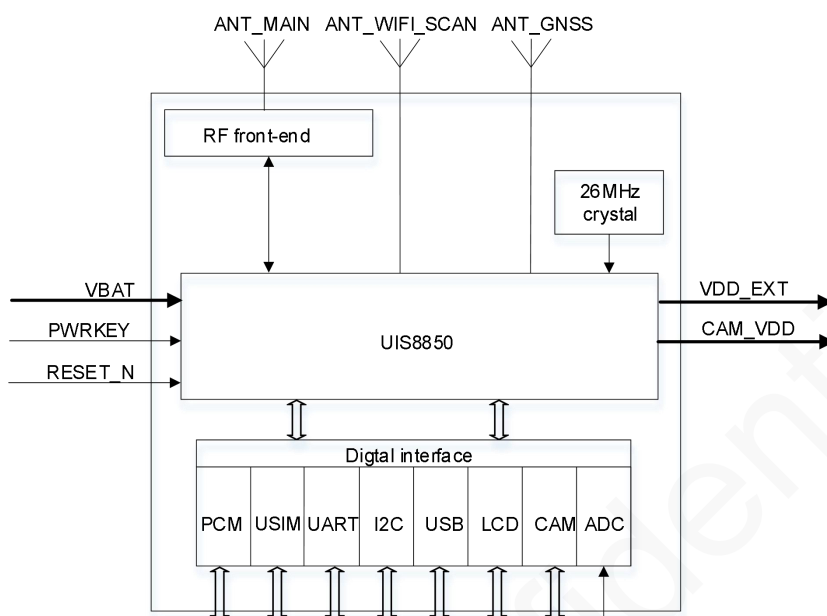 ANT_MAIN ANT_WIFI_SCAN ANT_GNSS
RF front-end
26MHz
crystal
VBAT
PWRKEY
RESET_N
UIS8850
VDD_EXT
CAM_VDD
Digtal interface
PCM USIM UART I2C USB LCD CAM ADC